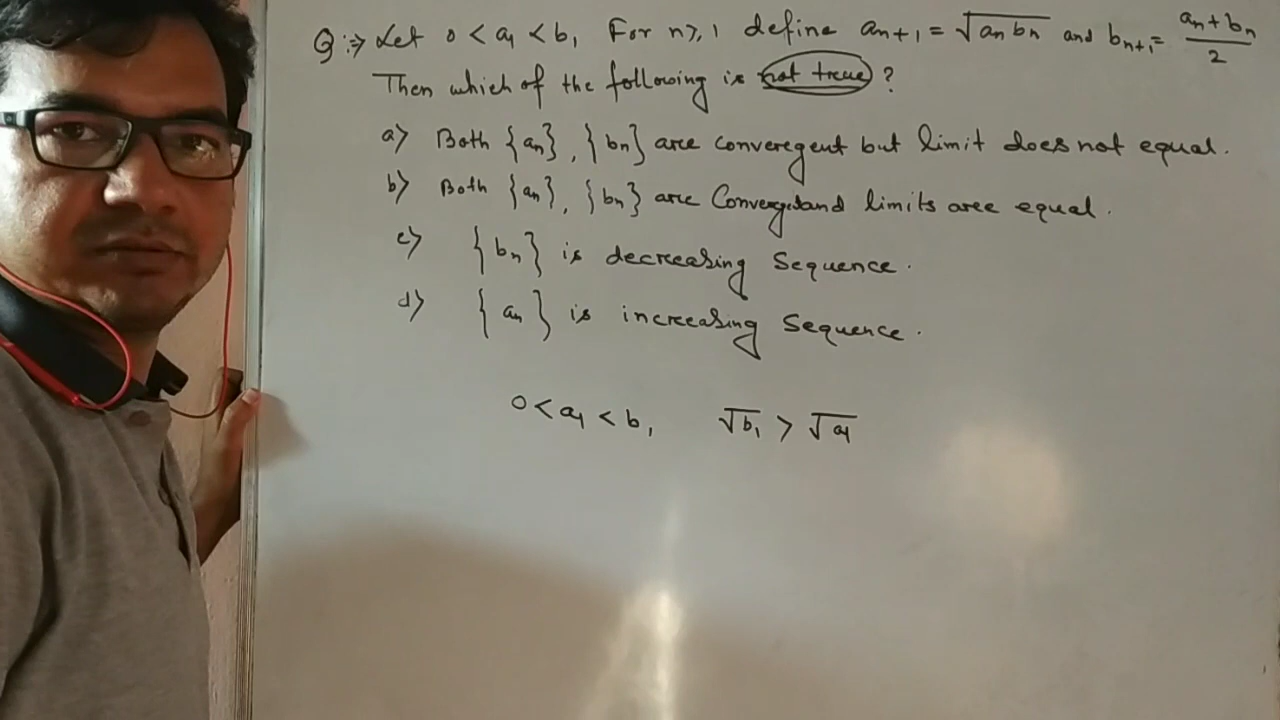 Q:⇒ Let 0 < a₁ < b₁ For n≥1 define aₙ₊₁ = √aₙbₙ and bₙ₊₁ = (aₙ+bₙ)/2
Then which of the following is not true ?
a) Both {aₙ}, {bₙ} are converegent but limit does not equal.
b) Both {aₙ}, {bₙ} are Convergent and limits are equal.
c) {bₙ} is decreasing Sequence.
d) {aₙ} is increasing Sequence.
0 < a₁ < b₁ √b₁ > √a₁